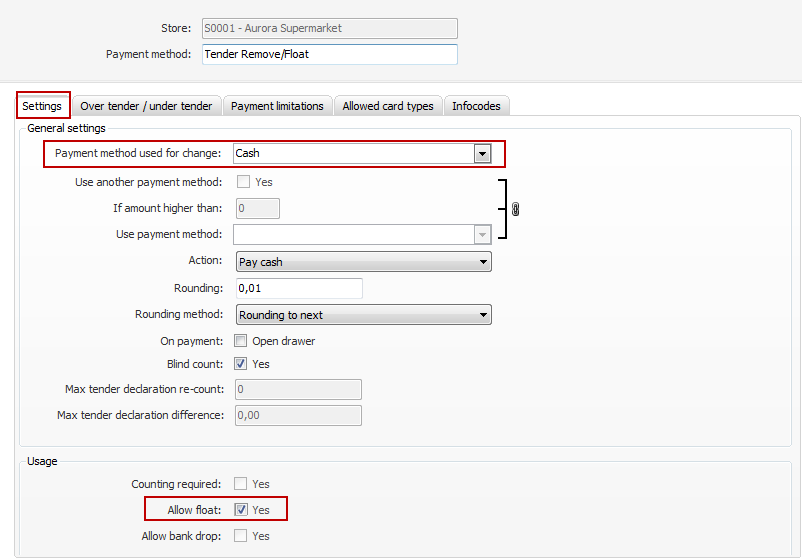 Store: S0001 - Aurora Supermarket
Payment method: Tender Remove/Float
Settings Over tender / under tender Payment limitations Allowed card types Infocodes
General settings
Payment method used for change: Cash
Use another payment method: Yes
If amount higher than: 0
Use payment method:
Action: Pay cash
Rounding: 0,01
Rounding method: Rounding to next
On payment: Open drawer
Blind count: Yes
Max tender declaration re-count: 0
Max tender declaration difference: 0,00
Usage
Counting required: Yes
Allow float: Yes
Allow bank drop: Yes